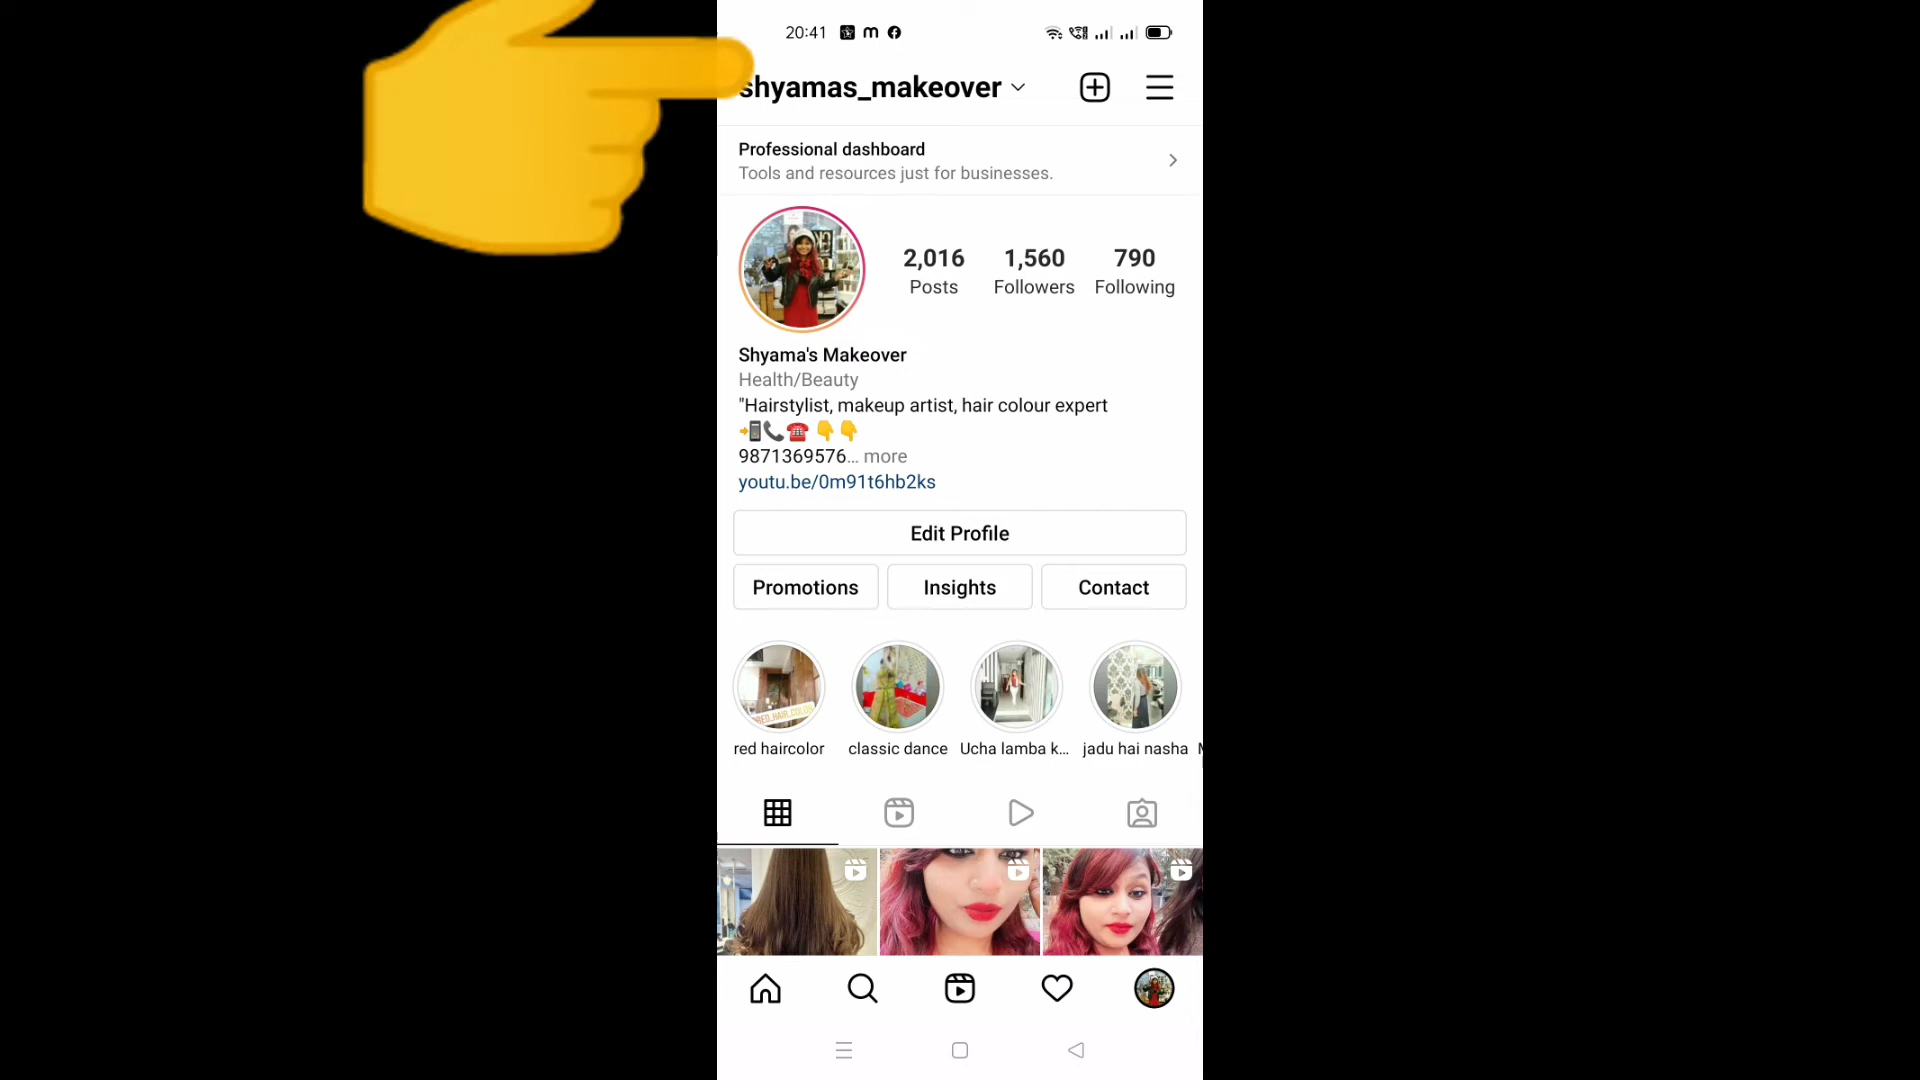 20:41
shyamas_makeover
Professional dashboard
Tools and resources just for businesses.
2,016 1,560 790
Posts Followers Following
Shyama's Makeover
Health/Beauty
"Hairstylist, makeup artist, hair colour expert
📲📞☎️ 👇👇
9871369576... more
youtu.be/0m91t6hb2ks
Edit Profile
Promotions Insights Contact
RED_HAIR_COLOR
red haircolor classic dance Ucha lamba k... jadu hai nasha